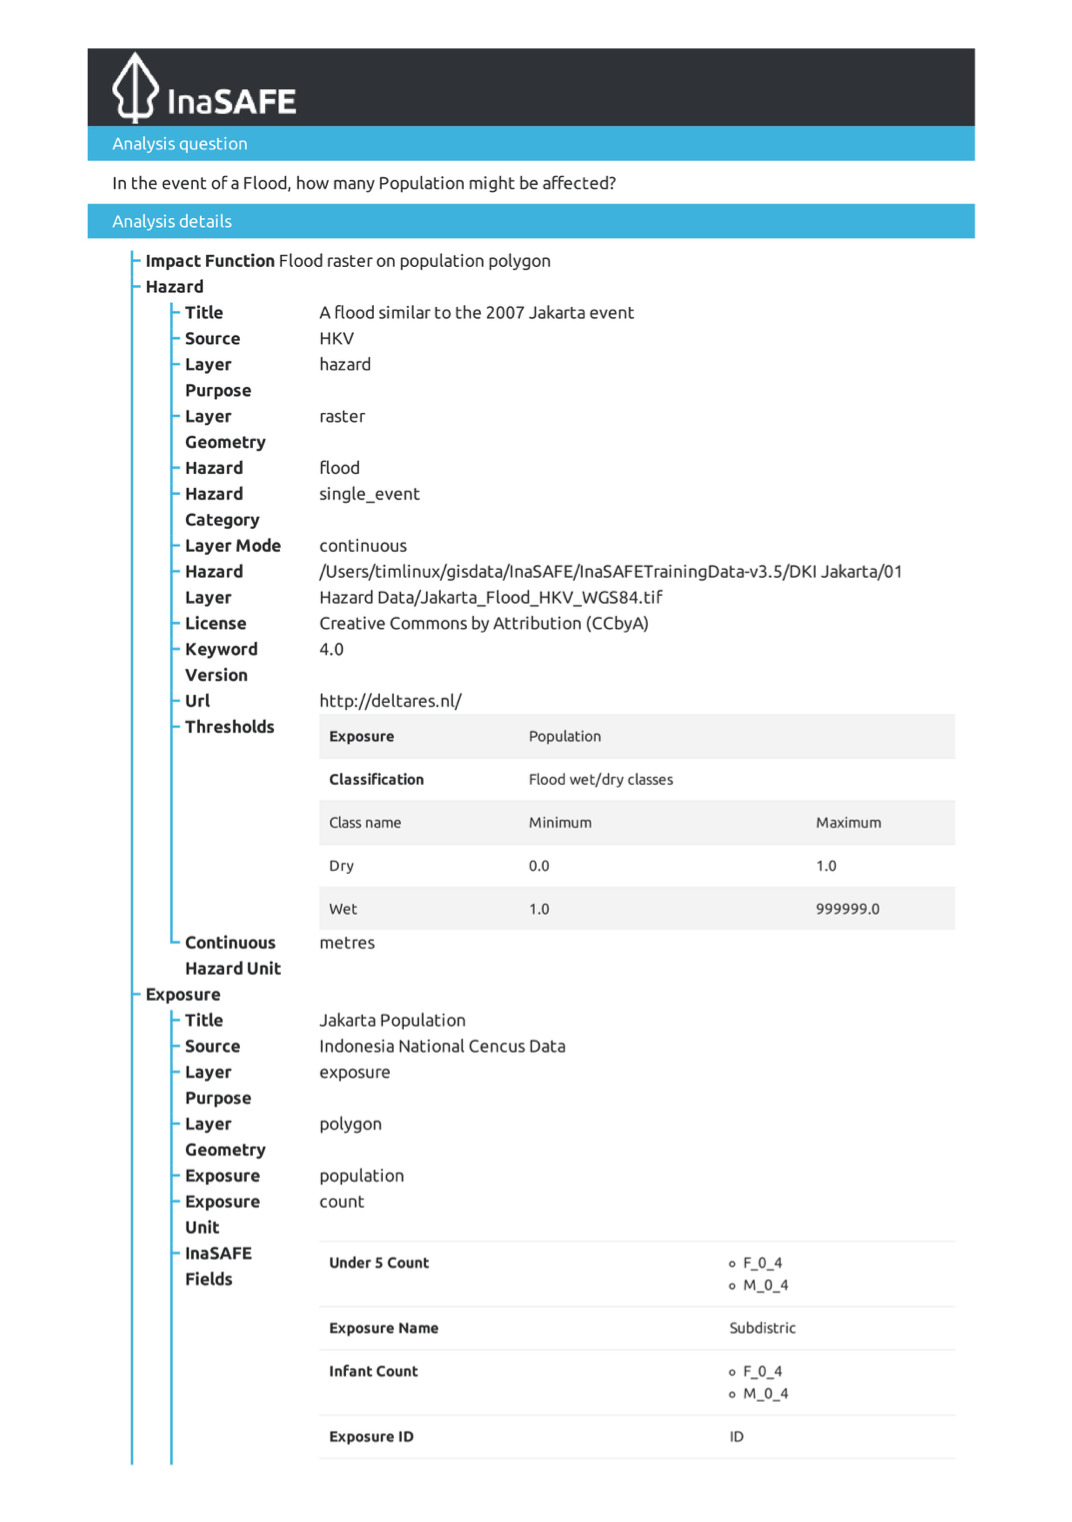 InaSAFE
Analysis question
In the event of a Flood, how many Population might be affected?
Analysis details
Impact Function Flood raster on population polygon
Hazard
Title A flood similar to the 2007 Jakarta event
Source HKV
Layer hazard
Purpose
Layer raster
Geometry
Hazard flood
Hazard single_event
Category
Layer Mode continuous
Hazard /Users/timlinux/gisdata/InaSAFE/InaSAFETrainingData-v3.5/DKI Jakarta/01
Layer Hazard Data/Jakarta_Flood_HKV_WGS84.tif
License Creative Commons by Attribution (CCbyA)
Keyword 4.0
Version
Url http://deltares.nl/
Thresholds
Exposure Population
Classification Flood wet/dry classes
Class name Minimum Maximum
Dry 0.0 1.0
Wet 1.0 999999.0
Continuous metres
Hazard Unit
Exposure
Title Jakarta Population
Source Indonesia National Cencus Data
Layer exposure
Purpose
Layer polygon
Geometry
Exposure population
Exposure count
Unit
InaSAFE
Fields
Under 5 Count F_0_4
M_0_4
Exposure Name Subdistric
Infant Count F_0_4
M_0_4
Exposure ID ID